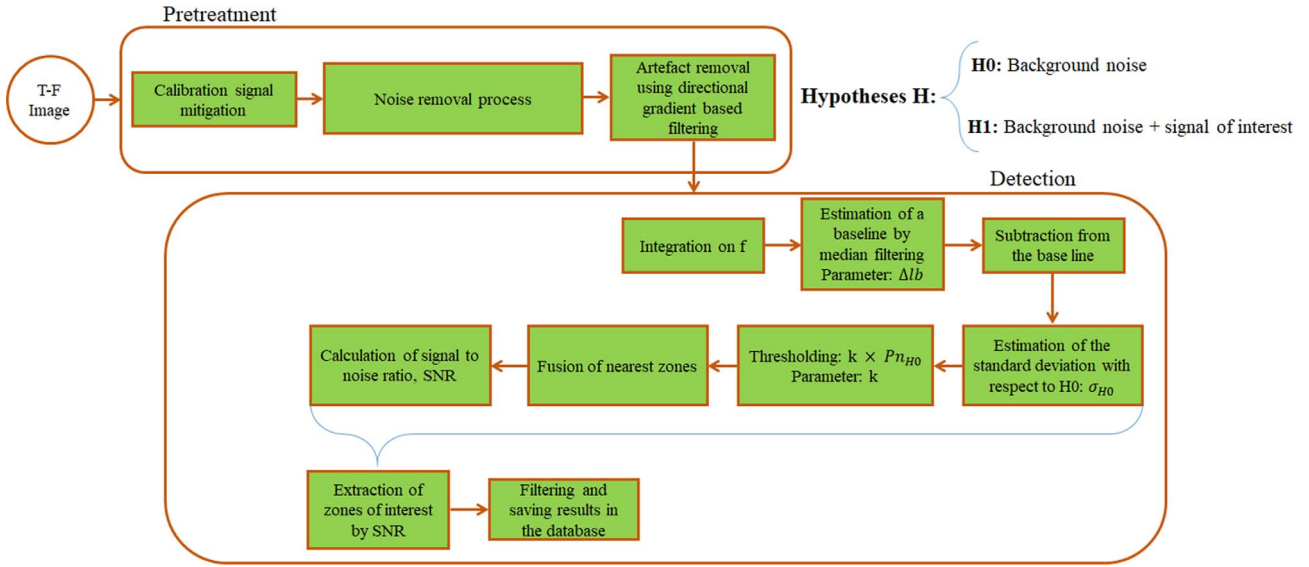 Pretreatment
T-F
Image
Calibration signal
mitigation
Noise removal process
Artefact removal
using directional
gradient based
filtering
Hypotheses H:
H0: Background noise
H1: Background noise + signal of interest
Detection
Integration on f
Estimation of a
baseline by
median filtering
Parameter: Δlb
Subtraction from
the base line
Estimation of the
standard deviation with
respect to H0: σ_H0
Thresholding: k × Pn_H0
Parameter: k
Fusion of nearest zones
Calculation of signal to
noise ratio, SNR
Extraction of
zones of interest
by SNR
Filtering and
saving results in
the database